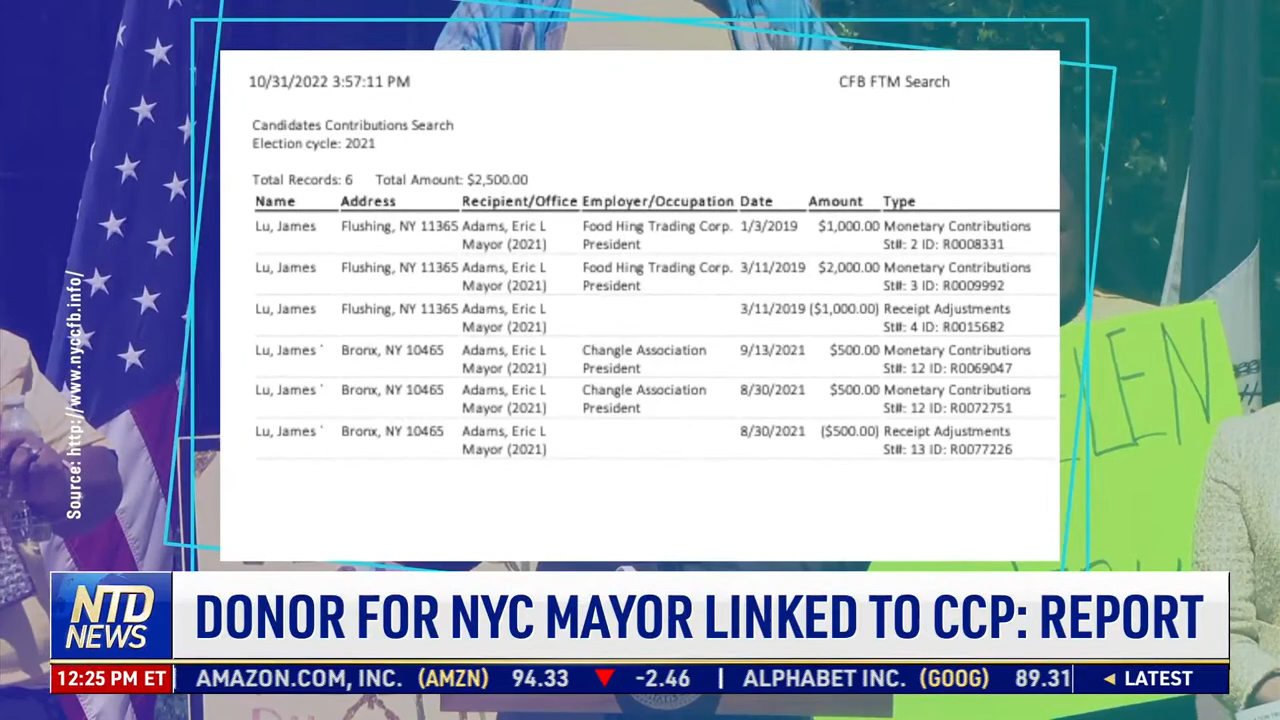 10/31/2022 3:57:11 PM CFB FTM Search
Candidates Contributions Search
Election cycle: 2021
Total Records: 6 Total Amount: $2,500.00
Name Address Recipient/Office Employer/Occupation Date Amount Type
Lu, James Flushing, NY 11365 Adams, Eric L Food Hing Trading Corp. 1/3/2019 $1,000.00 Monetary Contributions
Mayor (2021) President St#: 2 ID: R0008331
Lu, James Flushing, NY 11365 Adams, Eric L Food Hing Trading Corp. 3/11/2019 $2,000.00 Monetary Contributions
Mayor (2021) President St#: 3 ID: R0009992
Lu, James Flushing, NY 11365 Adams, Eric L 3/11/2019 ($1,000.00) Receipt Adjustments
Mayor (2021) St#: 4 ID: R0015682
Lu, James Bronx, NY 10465 Adams, Eric L Changle Association 9/13/2021 $500.00 Monetary Contributions
Mayor (2021) President St#: 12 ID: R0069047
Lu, James Bronx, NY 10465 Adams, Eric L Changle Association 8/30/2021 $500.00 Monetary Contributions
Mayor (2021) President St#: 12 ID: R0072751
Lu, James Bronx, NY 10465 Adams, Eric L 8/30/2021 ($500.00) Receipt Adjustments
Mayor (2021) St#: 13 ID: R0077226
Source: http://www.nyccfb.info/
NTD
NEWS
DONOR FOR NYC MAYOR LINKED TO CCP: REPORT
12:25 PM ET AMAZON.COM, INC. (AMZN) 94.33 ▼ -2.46 | ALPHABET INC. (GOOG) 89.31 ◄ LATEST